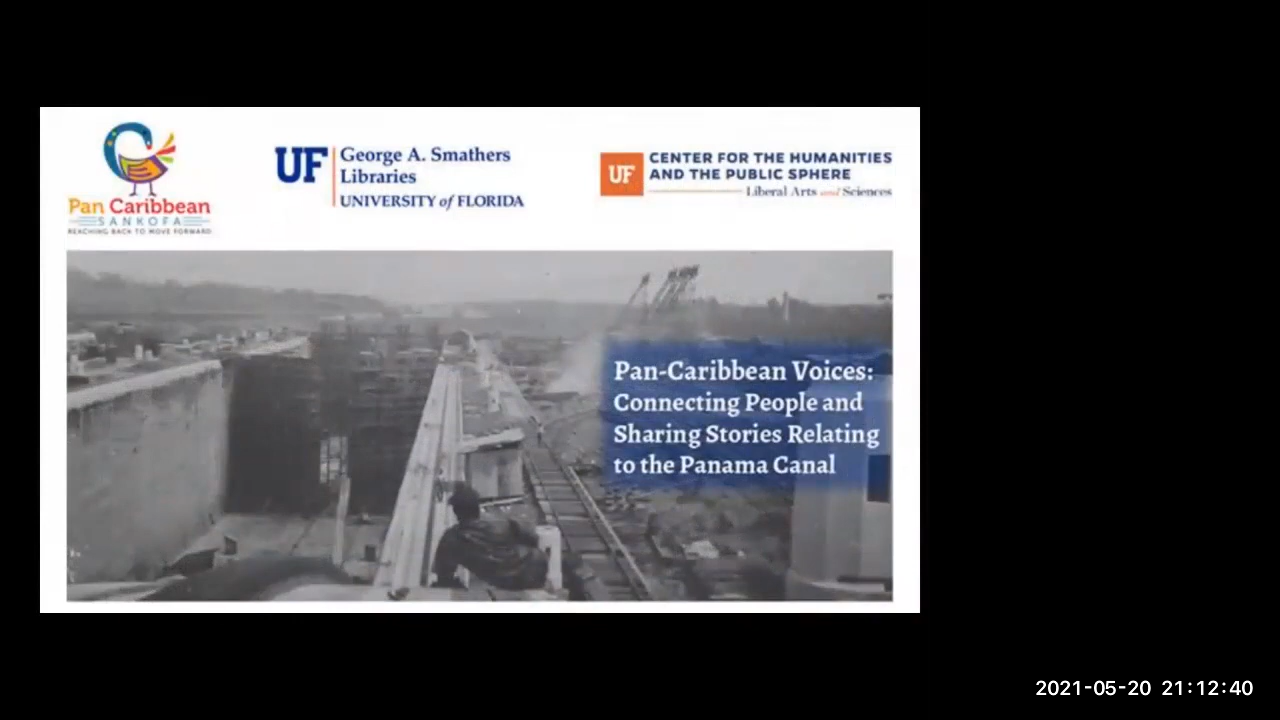 Pan Caribbean
SANKOFA
REACHING BACK TO MOVE FORWARD
UF
George A. Smathers
Libraries
UNIVERSITY of FLORIDA
UF
CENTER FOR THE HUMANITIES
AND THE PUBLIC SPHERE
Liberal Arts and Sciences
Pan-Caribbean Voices:
Connecting People and
Sharing Stories Relating
to the Panama Canal
2021-05-20 21:12:40